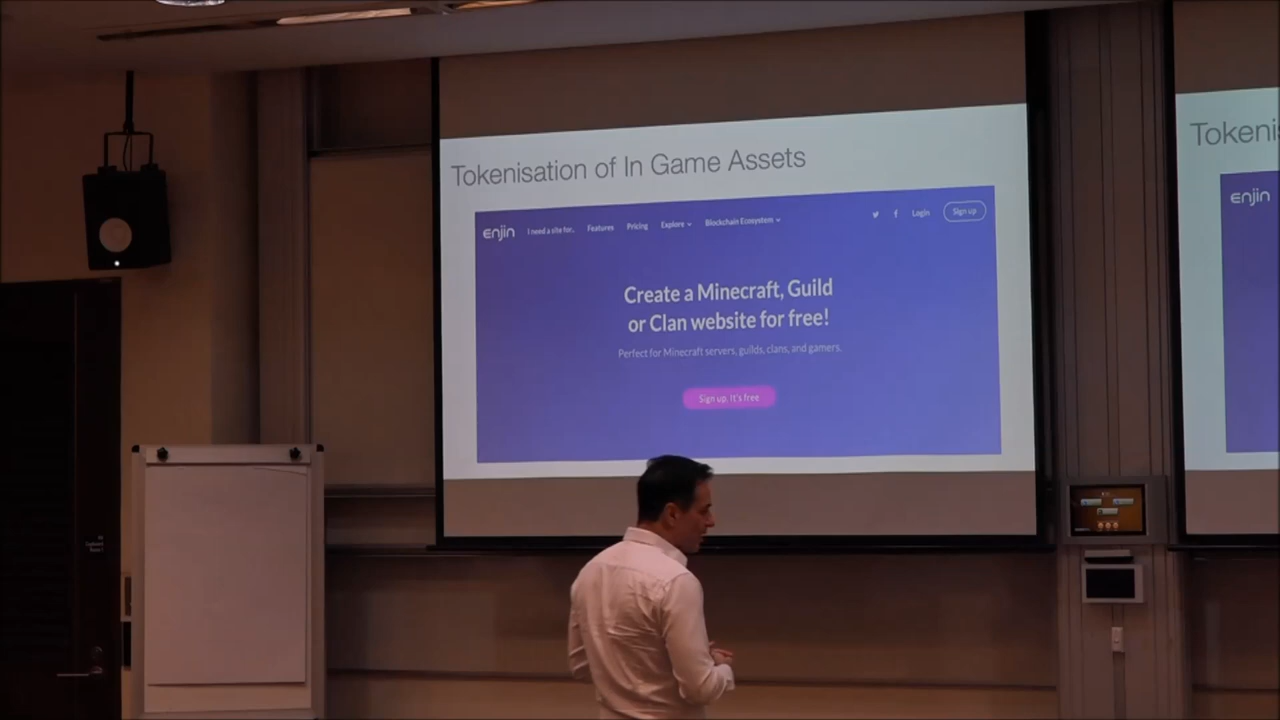 Tokenisation of In Game Assets
enjin I need a site for.. Features Pricing Explore Blockchain Ecosystem Login Sign up
Create a Minecraft, Guild
or Clan website for free!
Perfect for Minecraft servers, guilds, clans, and gamers.
Sign up. It's free
Tokeni
enjin